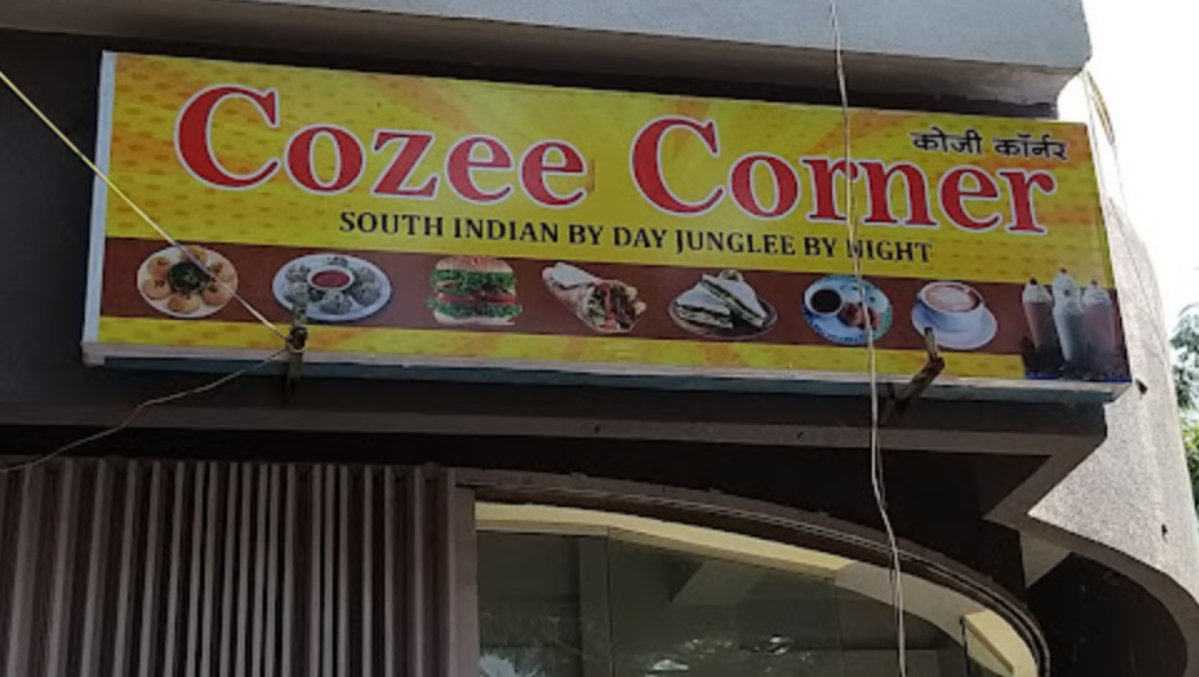 Cozee Corner
कोजी कॉर्नर
SOUTH INDIAN BY DAY JUNGLEE BY NIGHT